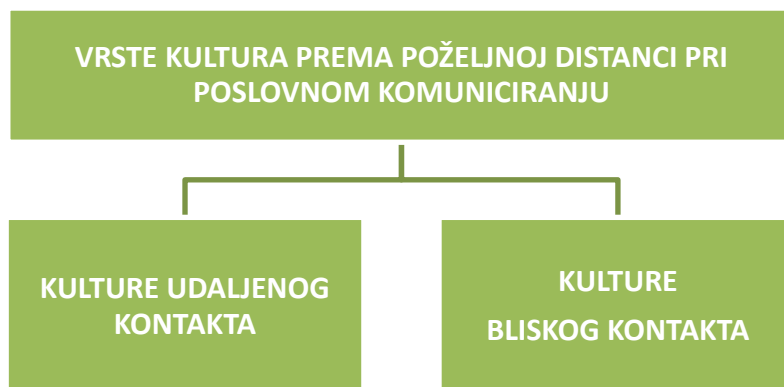 VRSTE KULTURA PREMA POŽELJNOJ DISTANCI PRI
POSLOVNOM KOMUNICIRANJU
KULTURE UDALJENOG
KONTAKTA
KULTURE
BLISKOG KONTAKTA